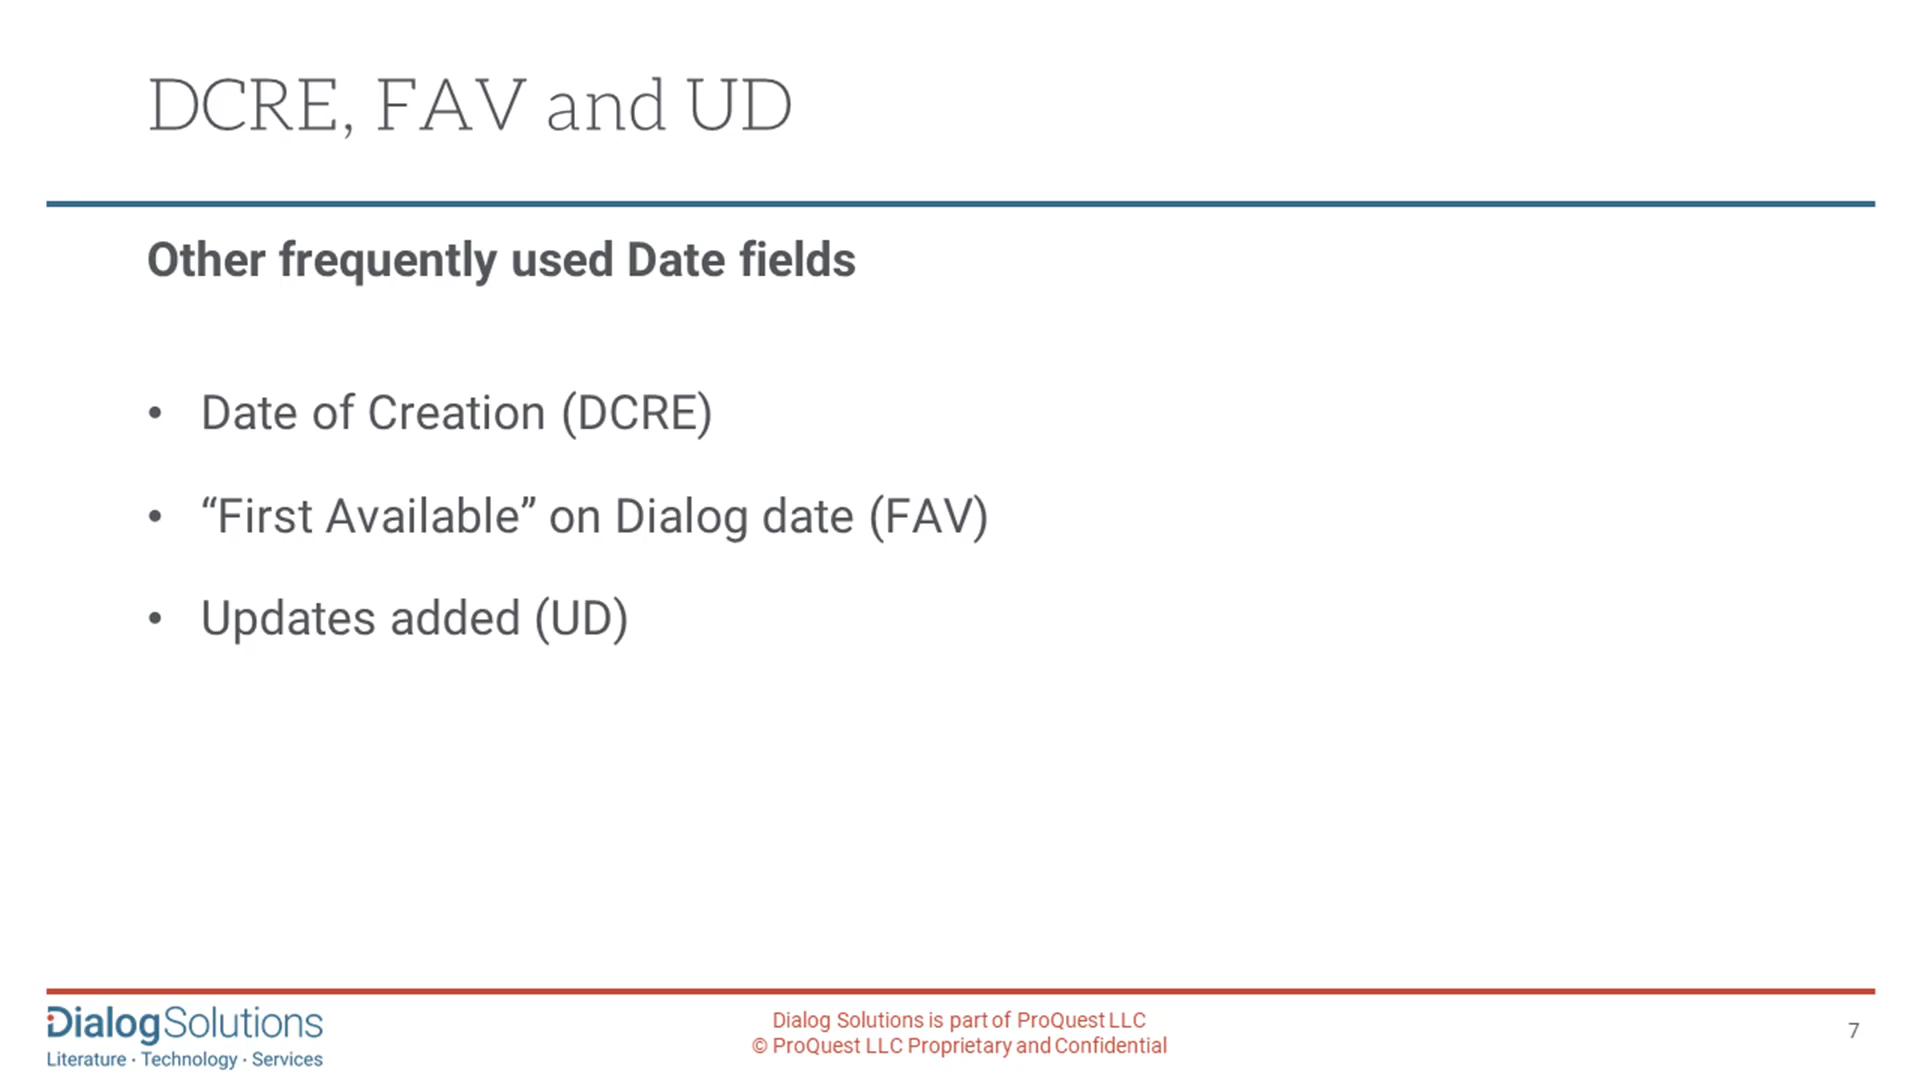 DCRE, FAV and UD
Other frequently used Date fields
• Date of Creation (DCRE)
• “First Available” on Dialog date (FAV)
• Updates added (UD)
DialogSolutions
Literature · Technology · Services
Dialog Solutions is part of ProQuest LLC
© ProQuest LLC Proprietary and Confidential
7